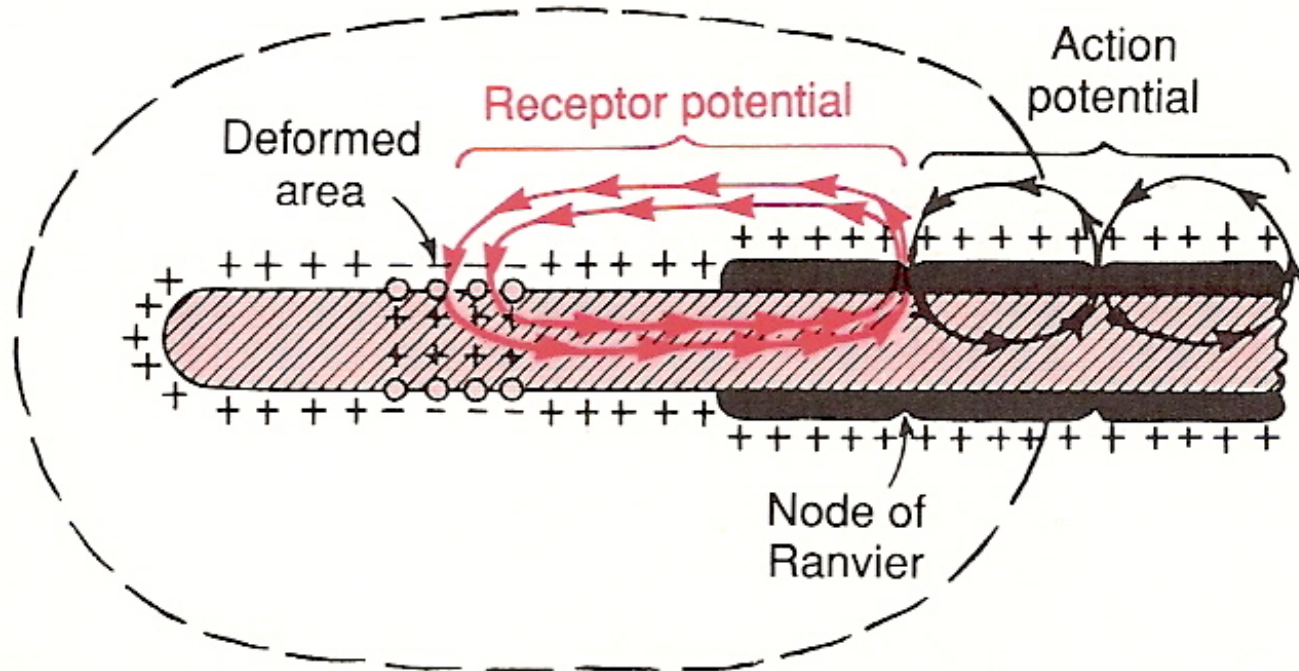 Action
potential
Receptor potential
Deformed
area
Node of
Ranvier